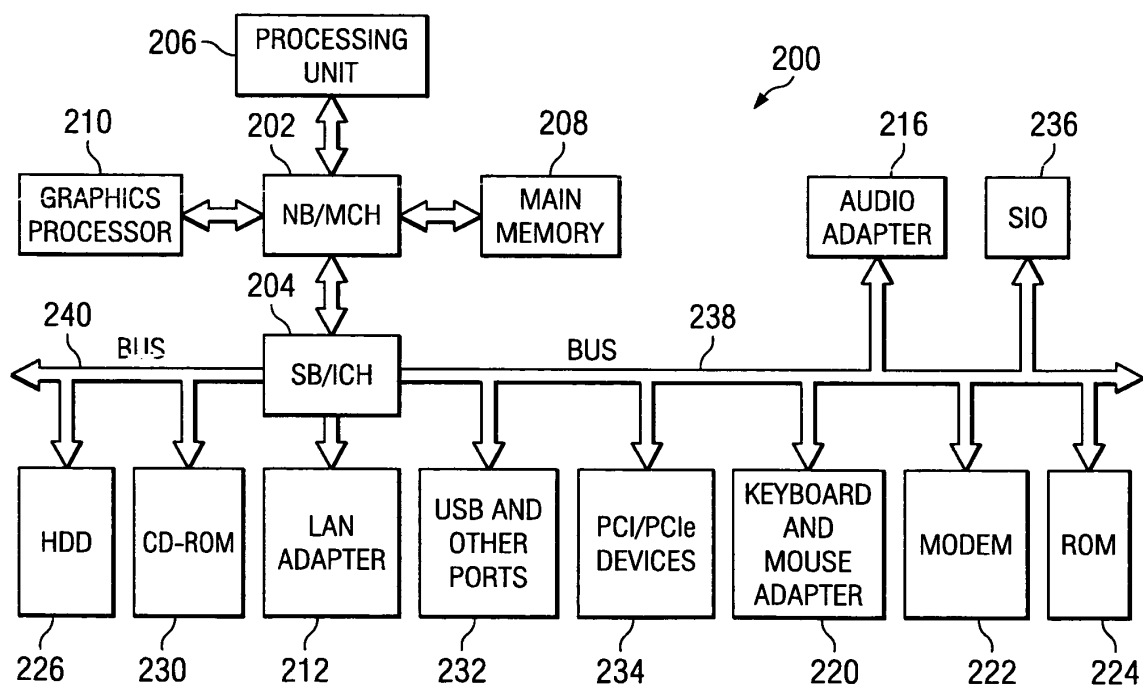 206
PROCESSING
UNIT
200
210
202
208
216
236
GRAPHICS
PROCESSOR
NB/MCH
MAIN
MEMORY
AUDIO
ADAPTER
SIO
204
240
BUS
SB/ICH
BUS
238
HDD
CD-ROM
LAN
ADAPTER
USB AND
OTHER
PORTS
PCI/PCIe
DEVICES
KEYBOARD
AND
MOUSE
ADAPTER
MODEM
ROM
226
230
212
232
234
220
222
224